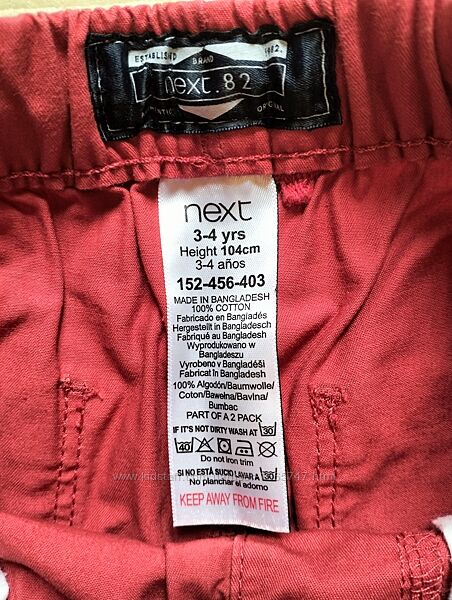 ESTABLISHED BRAND 1982.
next.82
ORIGINAL
next
3-4 yrs
Height 104cm
3-4 años
152-456-403
MADE IN BANGLADESH
100% COTTON
Fabricado en Bangladés
Hergestellt in Bangladesch
Fabriqué au Bangladesh
Wyprodukowano w
Bangladeszu
Vyrobeno v Bangladéši
Fabricat în Bangladesh
100% Algodón/Baumwolle/
Coton/Bawełna/Bavlna/
Bumbac
PART OF A 2 PACK
IF IT'S NOT DIRTY WASH AT 30
40
Do not iron trim
SI NO ESTÁ SUCIO LAVAR A 30
No planchar el adorno
KEEP AWAY FROM FIRE